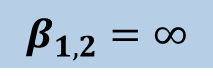 β1,2 = ∞